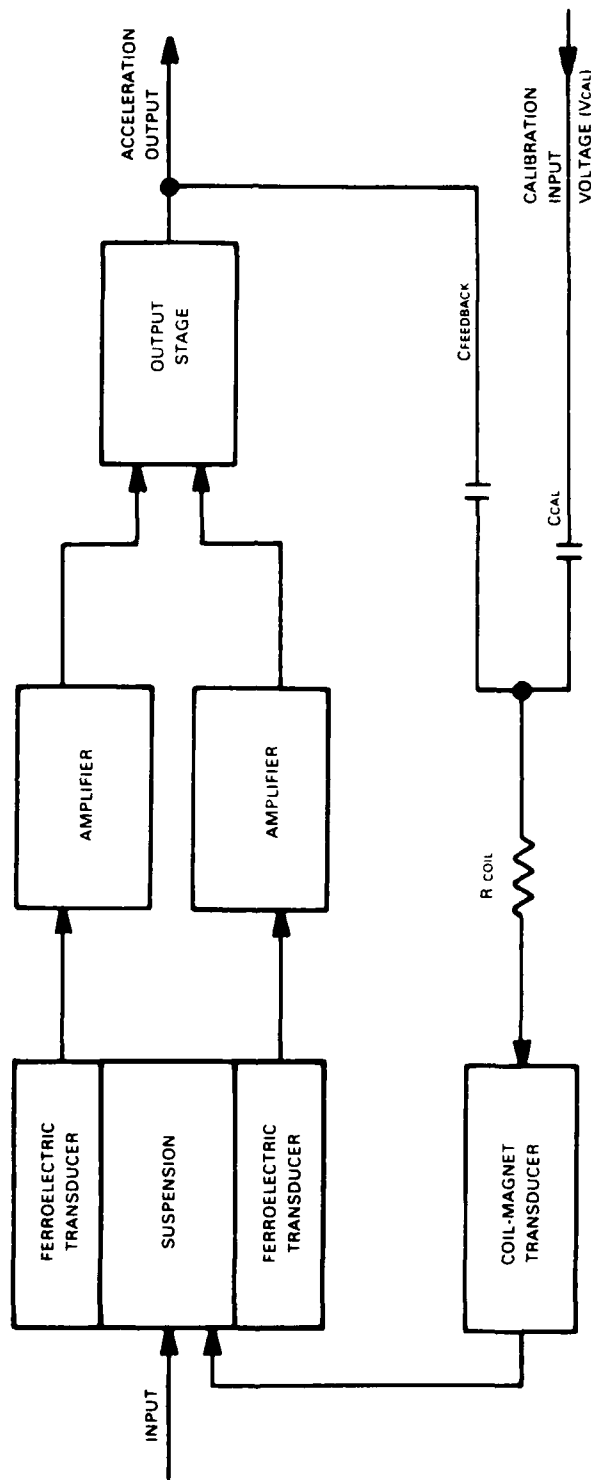 INPUT
FERROELECTRIC
TRANSDUCER
SUSPENSION
FERROELECTRIC
TRANSDUCER
AMPLIFIER
AMPLIFIER
OUTPUT
STAGE
ACCELERATION
OUTPUT
COIL-MAGNET
TRANSDUCER
R COIL
CFEEDBACK
CCAL
CALIBRATION
INPUT
VOLTAGE (VCAL)